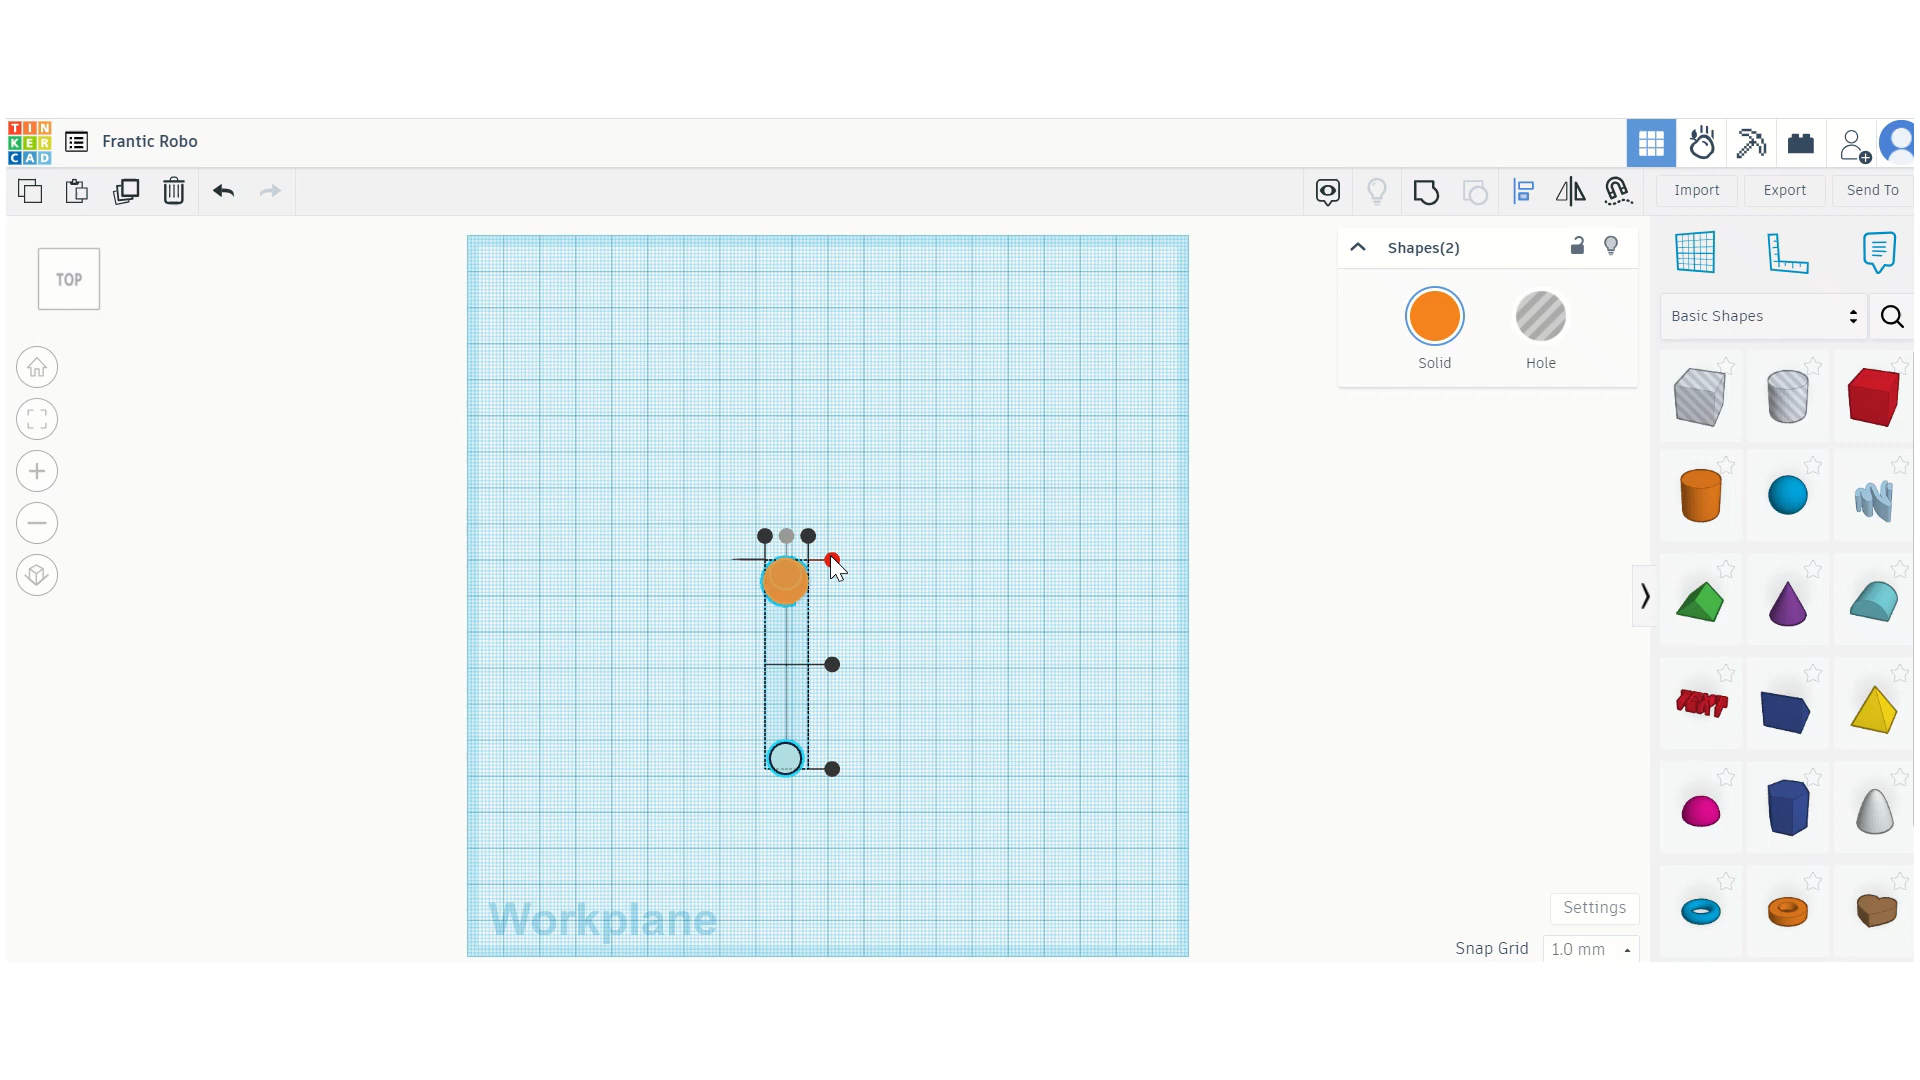 TIN
KER
CAD
Frantic Robo
Import
Export
Send To
TOP
Shapes(2)
Solid
Hole
Basic Shapes
TEXT
Workplane
Settings
Snap Grid
1.0 mm